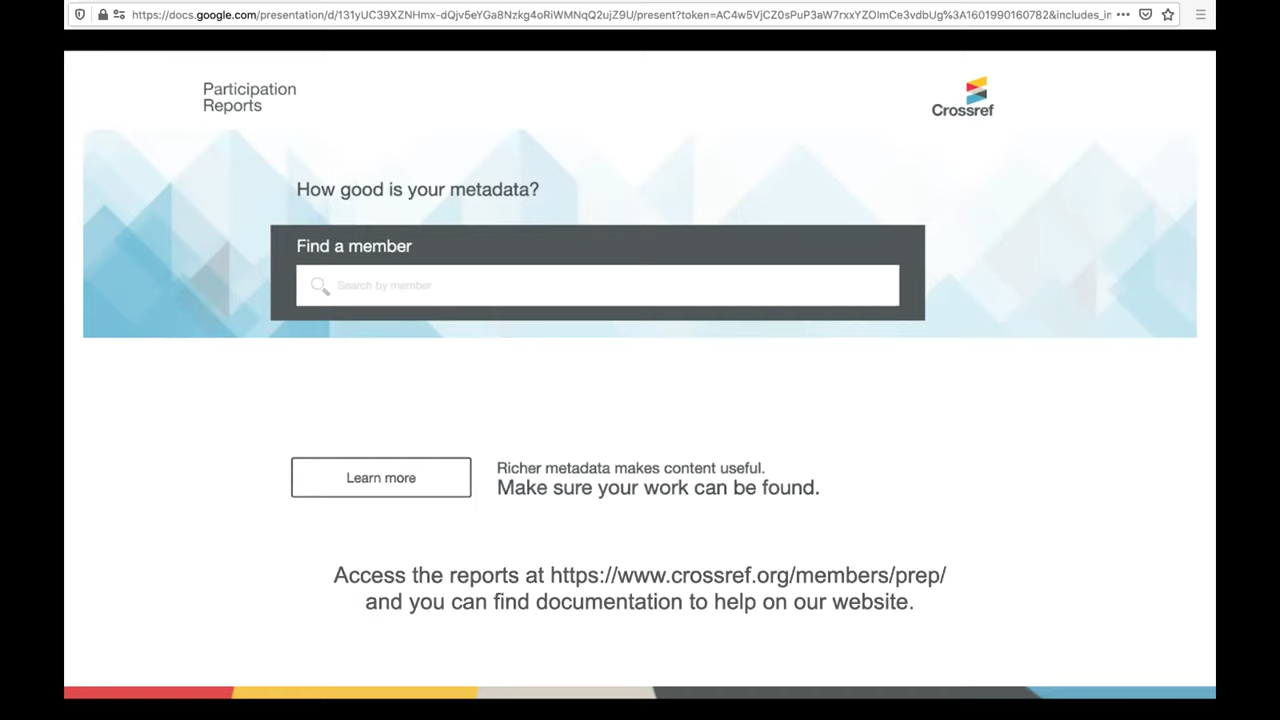 https://docs.google.com/presentation/d/131yUC39XZNHmx-dQjv5eYGa8Nzkg4oRiWMNqQ2ujZ9U/present?token=AC4w5VjCZ0sPuP3aW7rxxYZOlmCe3vdbUg%3A1601990160782&includes_in
Participation
Reports
Crossref
How good is your metadata?
Find a member
Search by member
Learn more
Richer metadata makes content useful.
Make sure your work can be found.
Access the reports at https://www.crossref.org/members/prep/
and you can find documentation to help on our website.